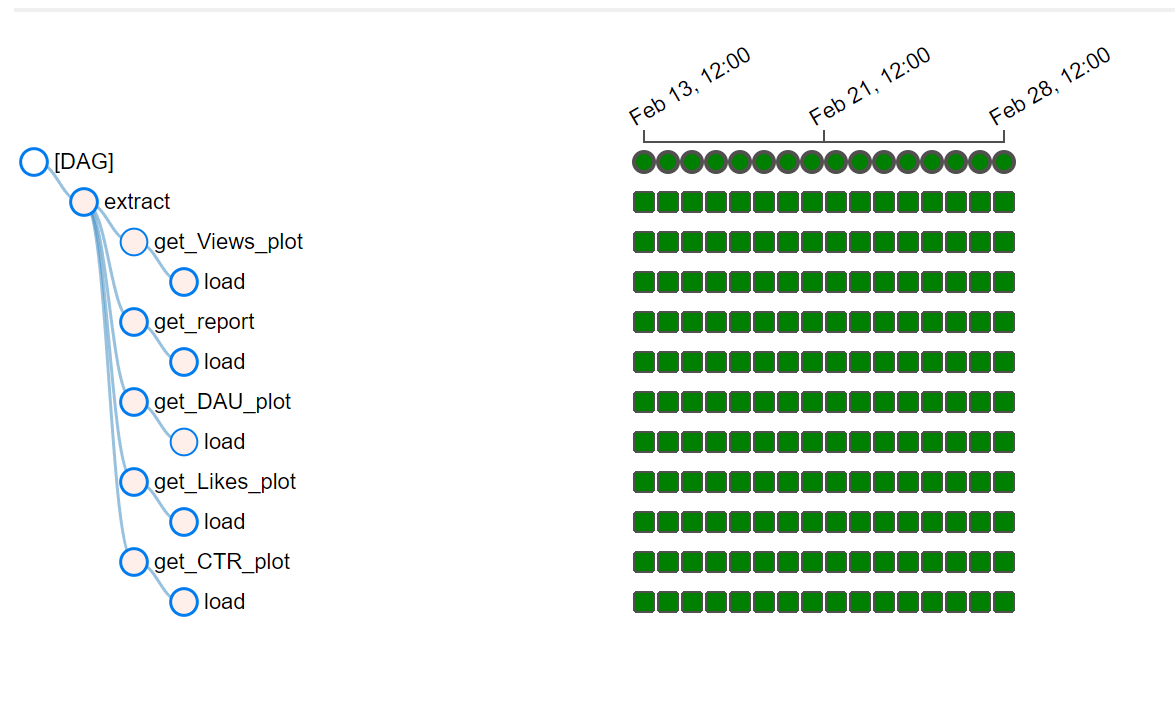 Feb 13, 12:00
Feb 21, 12:00
Feb 28, 12:00
[DAG]
extract
get_Views_plot
load
get_report
load
get_DAU_plot
load
get_Likes_plot
load
get_CTR_plot
load